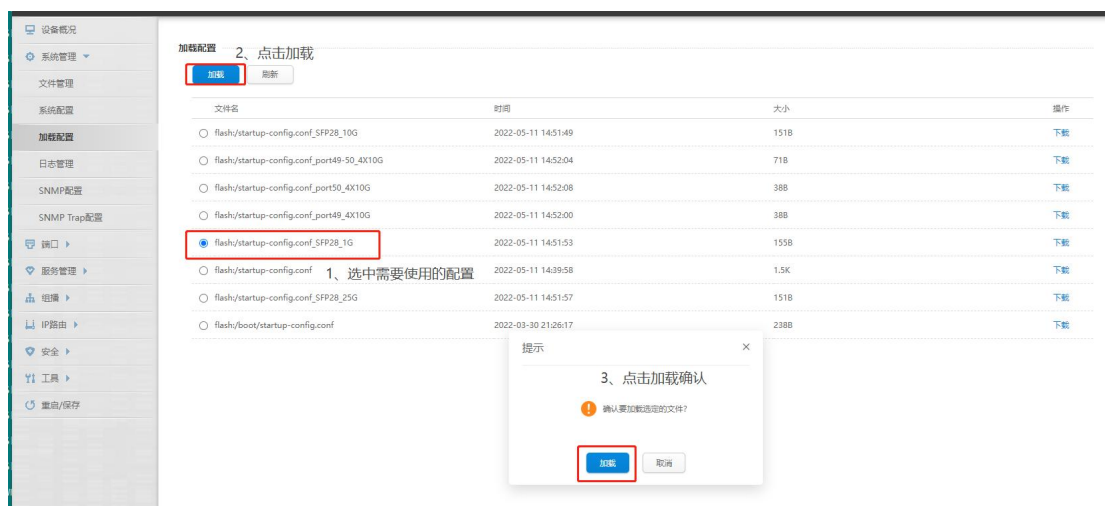 设备概况
系统管理
文件管理
系统配置
加载配置
日志管理
SNMP配置
SNMP Trap配置
端口
服务管理
组播
IP路由
安全
工具
重启/保存
加载配置 2、点击加载
加载 刷新
文件名 时间 大小 操作
flash:/startup-config.conf_SFP28_10G 2022-05-11 14:51:49 151B 下载
flash:/startup-config.conf_port49-50_4X10G 2022-05-11 14:52:04 71B 下载
flash:/startup-config.conf_port50_4X10G 2022-05-11 14:52:08 38B 下载
flash:/startup-config.conf_port49_4X10G 2022-05-11 14:52:00 38B 下载
flash:/startup-config.conf_SFP28_1G 2022-05-11 14:51:53 155B 下载
flash:/startup-config.conf 1、选中需要使用的配置 2022-05-11 14:39:58 1.5K 下载
flash:/startup-config.conf_SFP28_25G 2022-05-11 14:51:57 151B 下载
flash:/boot/startup-config.conf 2022-03-30 21:26:17 238B 下载
提示 ×
3、点击加载确认
确认要加载选定的文件?
加载 取消